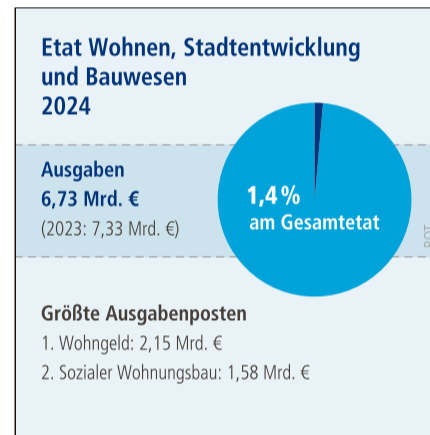 Etat Wohnen, Stadtentwicklung
und Bauwesen
2024
Ausgaben
6,73 Mrd. €
(2023: 7,33 Mrd. €)
1,4 %
am Gesamtetat
Größte Ausgabenposten
1. Wohngeld: 2,15 Mrd. €
2. Sozialer Wohnungsbau: 1,58 Mrd. €